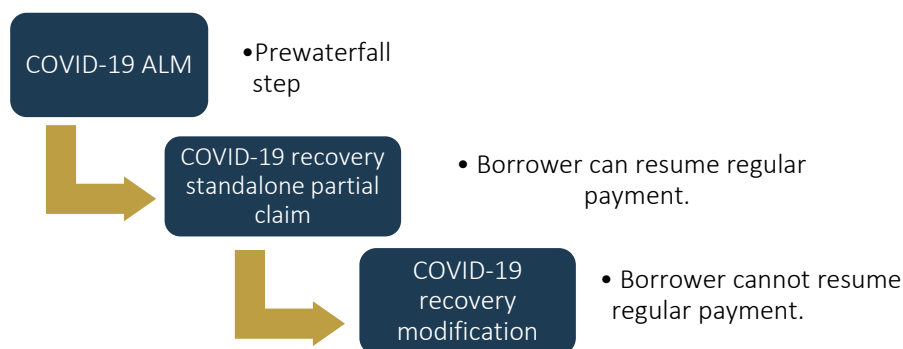 COVID-19 ALM
•Prewaterfall
step
COVID-19 recovery
standalone partial
claim
• Borrower can resume regular
payment.
COVID-19
recovery
modification
• Borrower cannot resume
regular payment.